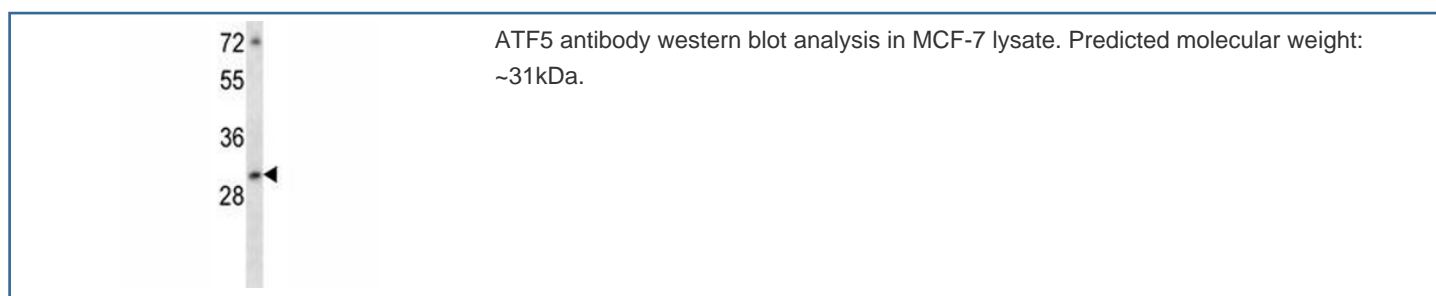 72
55
36
28
ATF5 antibody western blot analysis in MCF-7 lysate. Predicted molecular weight:
~31kDa.